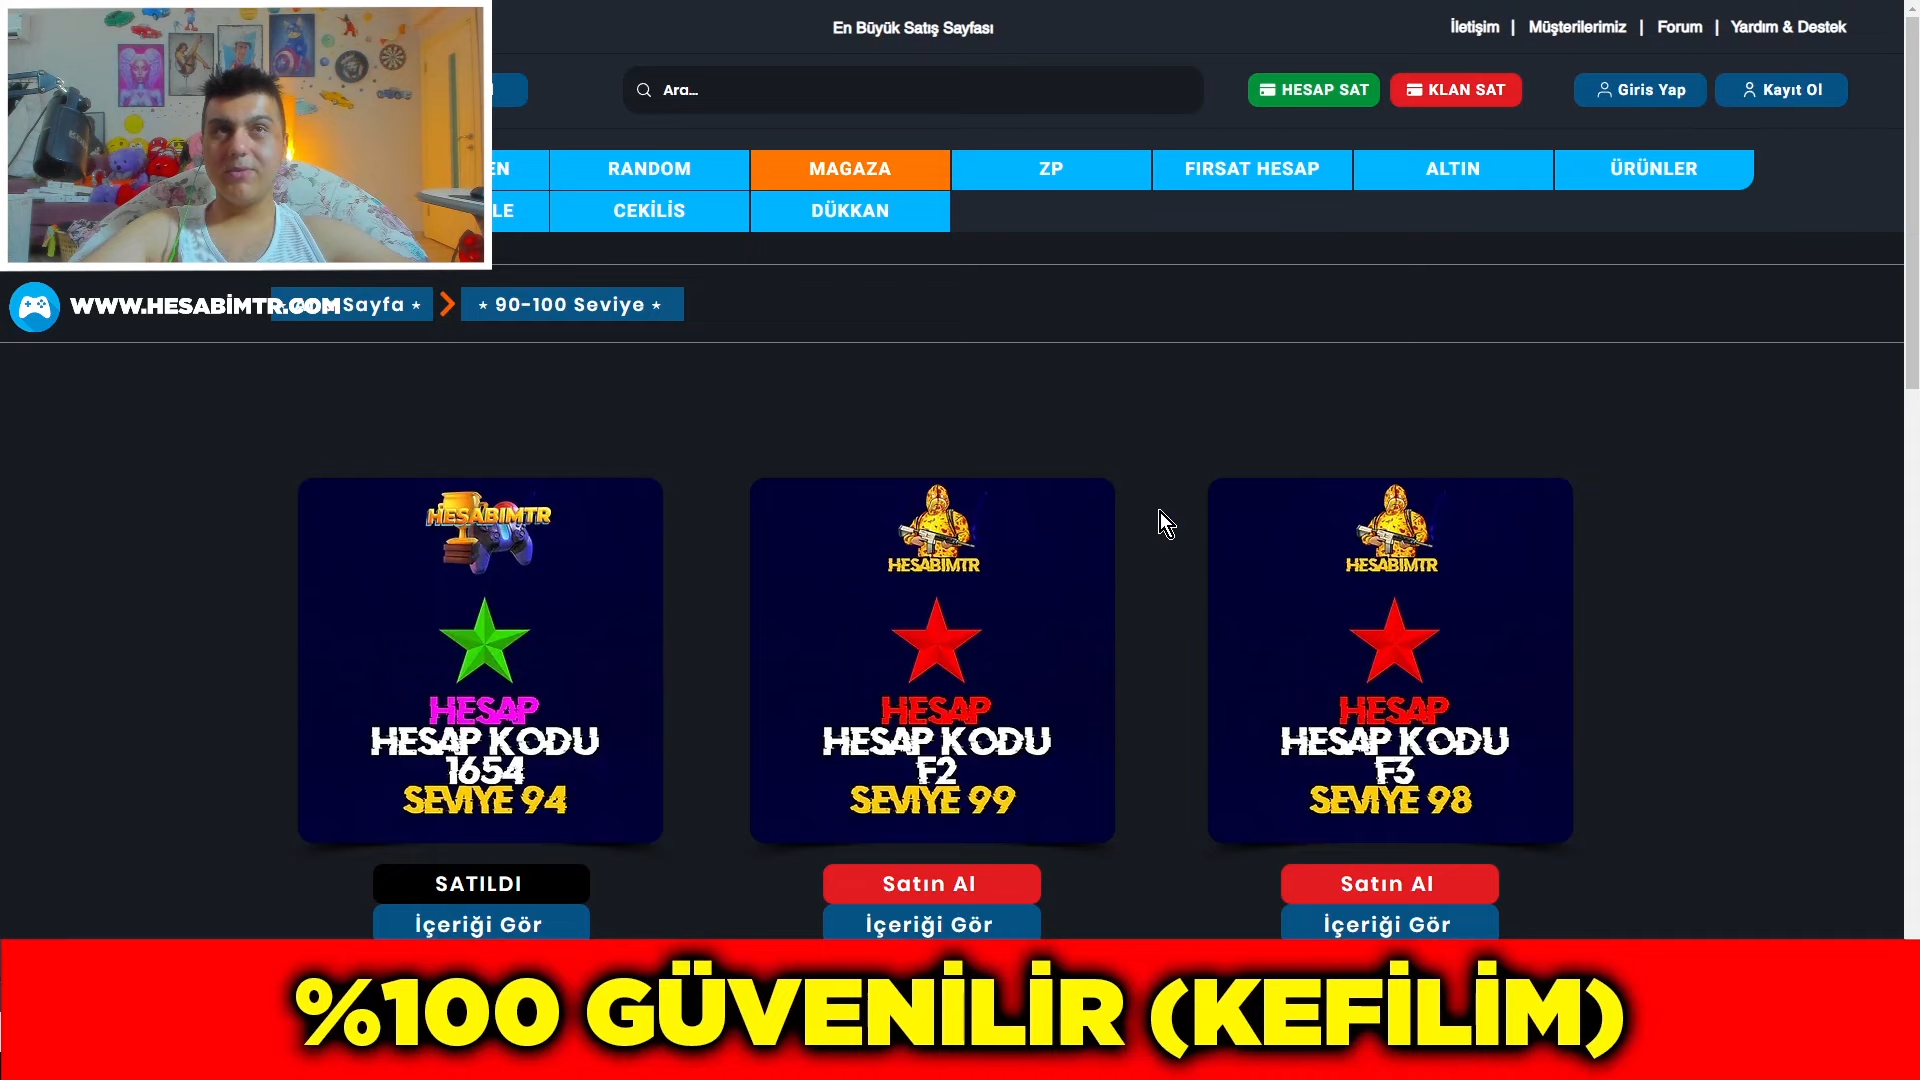 En Büyük Satış Sayfası
İletişim | Müşterilerimiz | Forum | Yardım & Destek
Ara...
HESAP SAT
KLAN SAT
Giris Yap
Kayıt Ol
EN
RANDOM
MAGAZA
ZP
FIRSAT HESAP
ALTIN
ÜRÜNLER
LE
CEKİLİS
DÜKKAN
WWW.HESABİMTR.COM
Sayfa ⋆
⋆ 90-100 Seviye ⋆
HESABIMTR
HESAP
HESAP KODU
1654
SEVIYE 94
SATILDI
İçeriği Gör
HESABIMTR
HESAP
HESAP KODU
F2
SEVIYE 99
Satın Al
İçeriği Gör
HESABIMTR
HESAP
HESAP KODU
F3
SEVIYE 98
Satın Al
İçeriği Gör
%100 GÜVENİLİR (KEFİLİM)